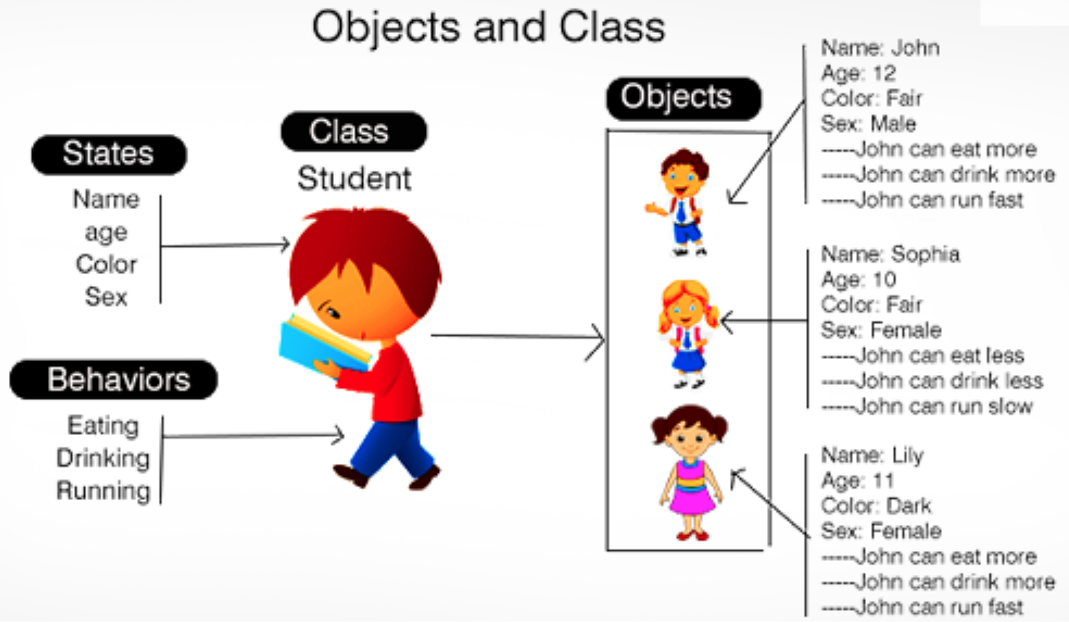 Objects and Class
States
Name
age
Color
Sex
Behaviors
Eating
Drinking
Running
Class
Student
Objects
Name: John
Age: 12
Color: Fair
Sex: Male
-----John can eat more
-----John can drink more
-----John can run fast
Name: Sophia
Age: 10
Color: Fair
Sex: Female
-----John can eat less
-----John can drink less
-----John can run slow
Name: Lily
Age: 11
Color: Dark
Sex: Female
-----John can eat more
-----John can drink more
-----John can run fast